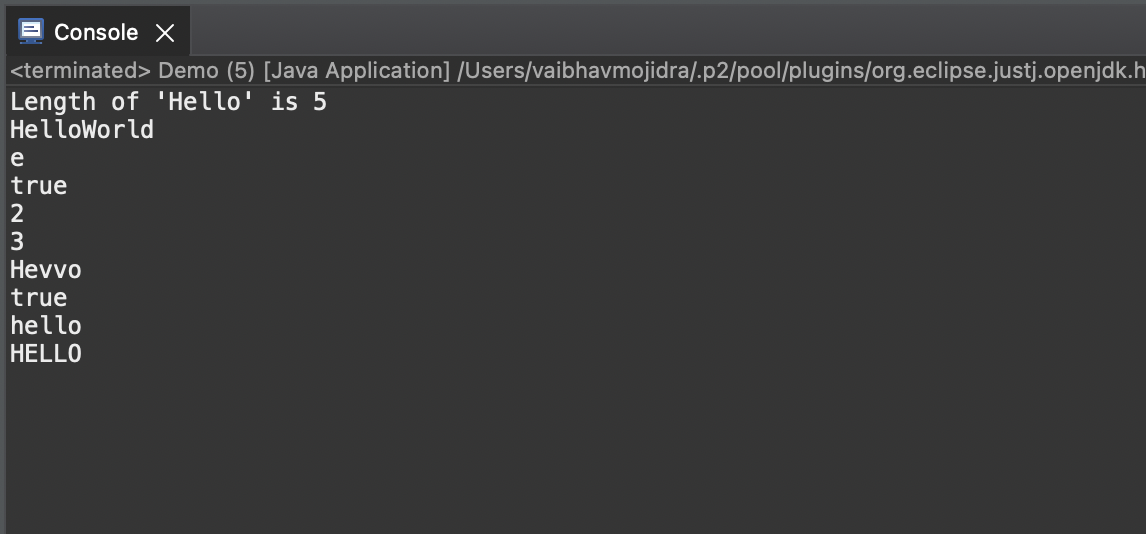 Console
<terminated> Demo (5) [Java Application] /Users/vaibhavmojidra/.p2/pool/plugins/org.eclipse.justj.openjdk.h
Length of 'Hello' is 5
HelloWorld
e
true
2
3
Hevvo
true
hello
HELLO